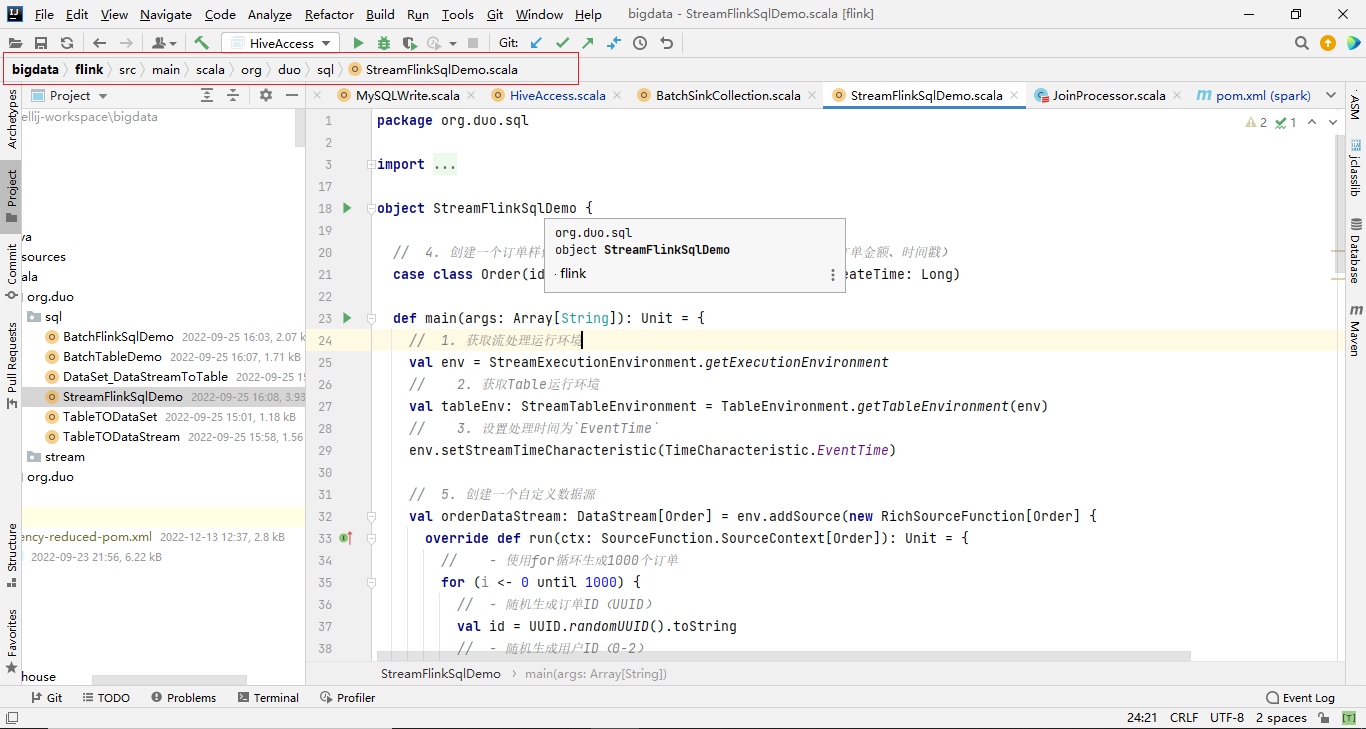 File Edit View Navigate Code Analyze Refactor Build Run Tools Git Window Help bigdata - StreamFlinkSqlDemo.scala [flink]
HiveAccess Git:
bigdata flink src main scala org duo sql StreamFlinkSqlDemo.scala
Project MySQLWrite.scala HiveAccess.scala BatchSinkCollection.scala StreamFlinkSqlDemo.scala JoinProcessor.scala pom.xml (spark)
Archetypes
Project
Commit
Pull Requests
Structure
Favorites
ellij-workspace\bigdata
va
sources
ala
org.duo
sql
BatchFlinkSqlDemo 2022-09-25 16:03, 2.07 k
BatchTableDemo 2022-09-25 16:07, 1.71 kB
DataSet_DataStreamToTable 2022-09-25 1
StreamFlinkSqlDemo 2022-09-25 16:08, 3.93
TableTODataSet 2022-09-25 15:01, 1.18 kB
TableTODataStream 2022-09-25 15:58, 1.56
stream
org.duo
ency-reduced-pom.xml 2022-12-13 12:37, 2.8 kB
2022-09-23 21:56, 6.22 kB
house
1 package org.duo.sql
2
3 import ...
17
18 object StreamFlinkSqlDemo {
19
20 // 4. 创建一个订单样 单金额、时间戳)
21 case class Order(id eateTime: Long)
22
23 def main(args: Array[String]): Unit = {
24 // 1. 获取流处理运行环境
25 val env = StreamExecutionEnvironment.getExecutionEnvironment
26 // 2. 获取Table运行环境
27 val tableEnv: StreamTableEnvironment = TableEnvironment.getTableEnvironment(env)
28 // 3. 设置处理时间为`EventTime`
29 env.setStreamTimeCharacteristic(TimeCharacteristic.EventTime)
30
31 // 5. 创建一个自定义数据源
32 val orderDataStream: DataStream[Order] = env.addSource(new RichSourceFunction[Order] {
33 override def run(ctx: SourceFunction.SourceContext[Order]): Unit = {
34 // - 使用for循环生成1000个订单
35 for (i <- 0 until 1000) {
36 // - 随机生成订单ID(UUID)
37 val id = UUID.randomUUID().toString
38 // - 随机生成用户ID(0-2)
org.duo.sql
object StreamFlinkSqlDemo
flink
2 1
ASM
jclasslib
Database
Maven
StreamFlinkSqlDemo main(args: Array[String])
Git TODO Problems Terminal Profiler Event Log
24:21 CRLF UTF-8 2 spaces [T]